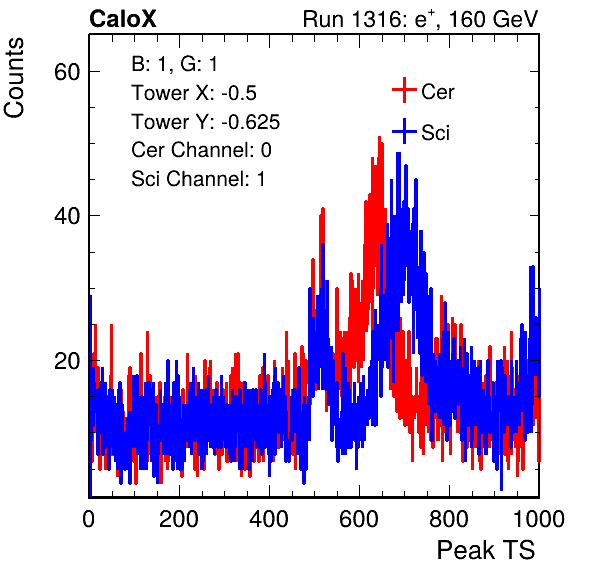 CaloX Run 1316: e+, 160 GeV
Counts
B: 1, G: 1
Tower X: -0.5
Tower Y: -0.625
Cer Channel: 0
Sci Channel: 1
Cer
Sci
60
40
20
0 200 400 600 800 1000
Peak TS